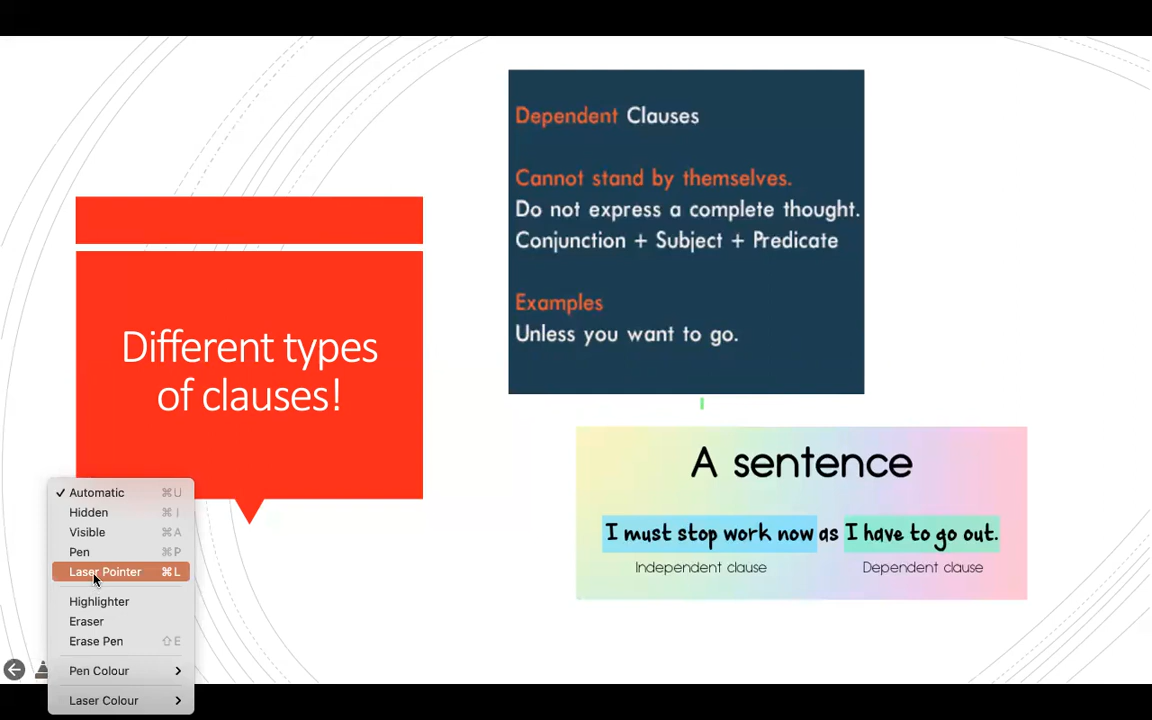 Different types
of clauses!
Dependent Clauses
Cannot stand by themselves.
Do not express a complete thought.
Conjunction + Subject + Predicate
Examples
Unless you want to go.
A sentence
I must stop work now as I have to go out.
Independent clause Dependent clause
✓ Automatic ⌘U
Hidden ⌘I
Visible ⌘A
Pen ⌘P
Laser Pointer ⌘L
Highlighter
Eraser
Erase Pen ⇧E
Pen Colour >
Laser Colour >